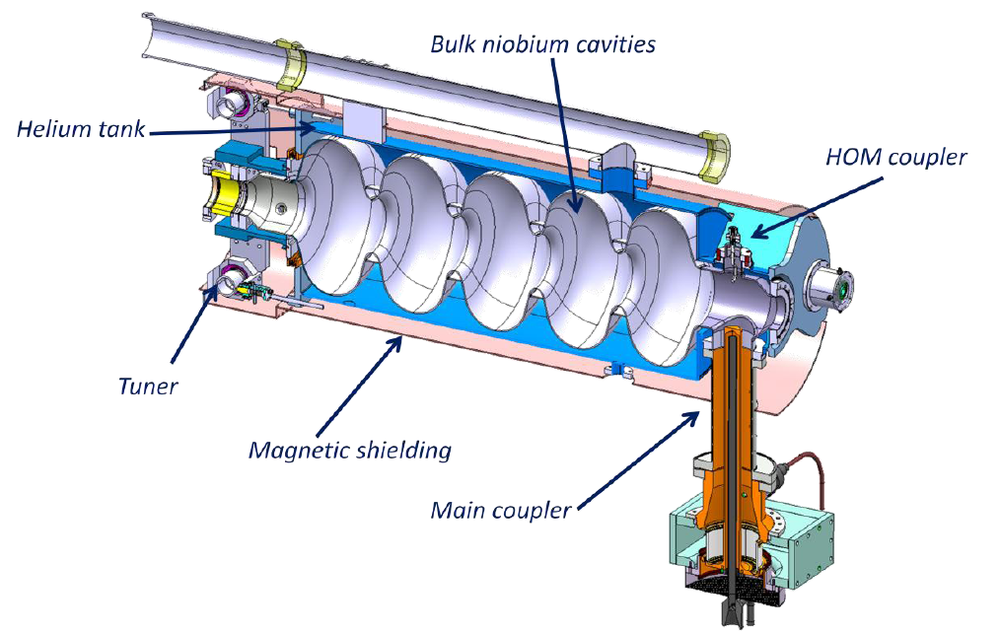 Bulk niobium cavities
Helium tank
HOM coupler
Tuner
Magnetic shielding
Main coupler